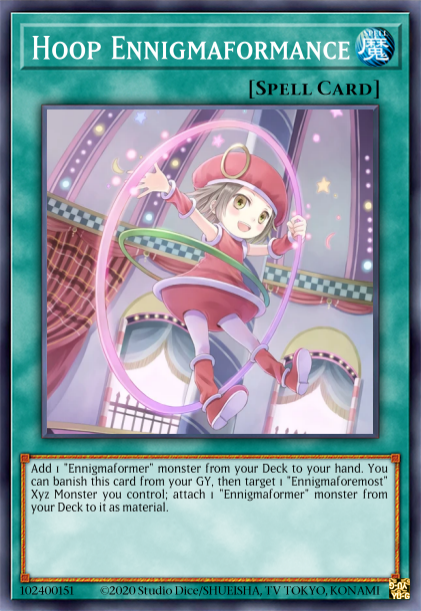 Hoop Ennigmaformance
SPELL
魔
[Spell Card]
Add 1 "Ennigmaformer" monster from your Deck to your hand. You
can banish this card from your GY, then target 1 "Ennigmaforemost"
Xyz Monster you control; attach 1 "Ennigmaformer" monster from
your Deck to it as material.
102400151
©2020 Studio Dice/SHUEISHA, TV TOKYO, KONAMI